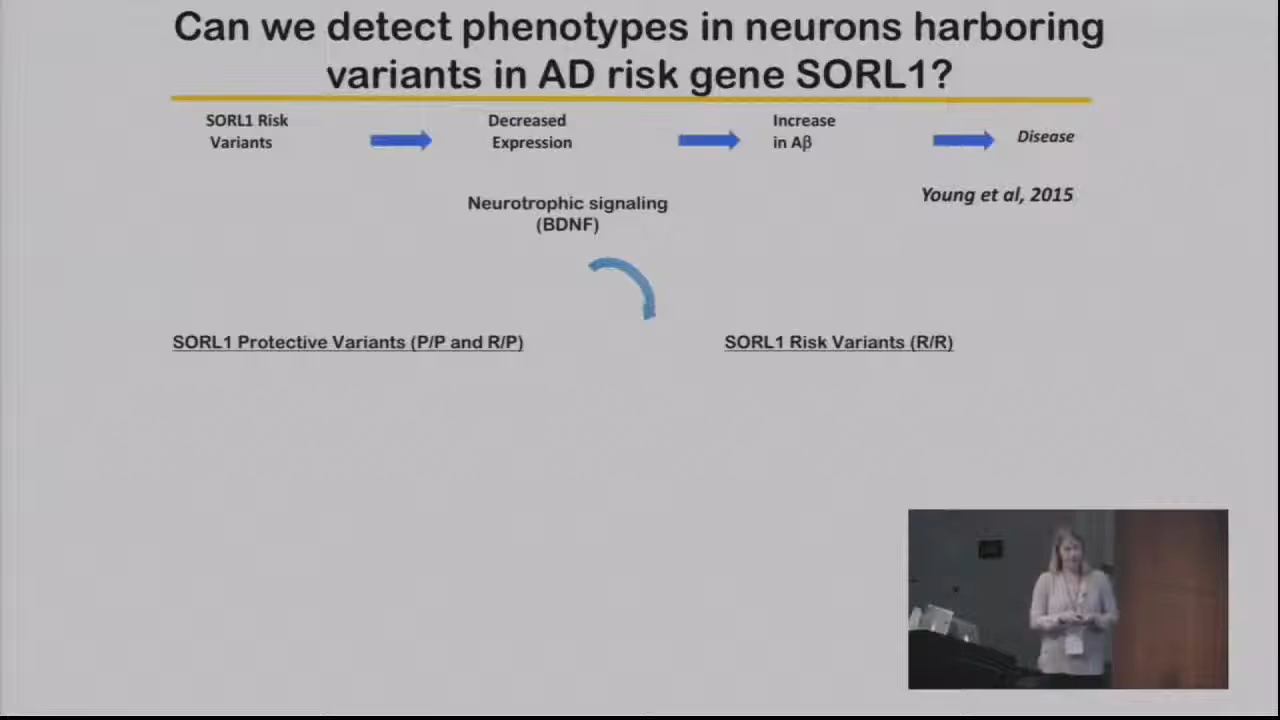 Can we detect phenotypes in neurons harboring
variants in AD risk gene SORL1?
SORL1 Risk
Variants
Decreased
Expression
Increase
in Aβ
Disease
Young et al, 2015
Neurotrophic signaling
(BDNF)
SORL1 Protective Variants (P/P and R/P)
SORL1 Risk Variants (R/R)